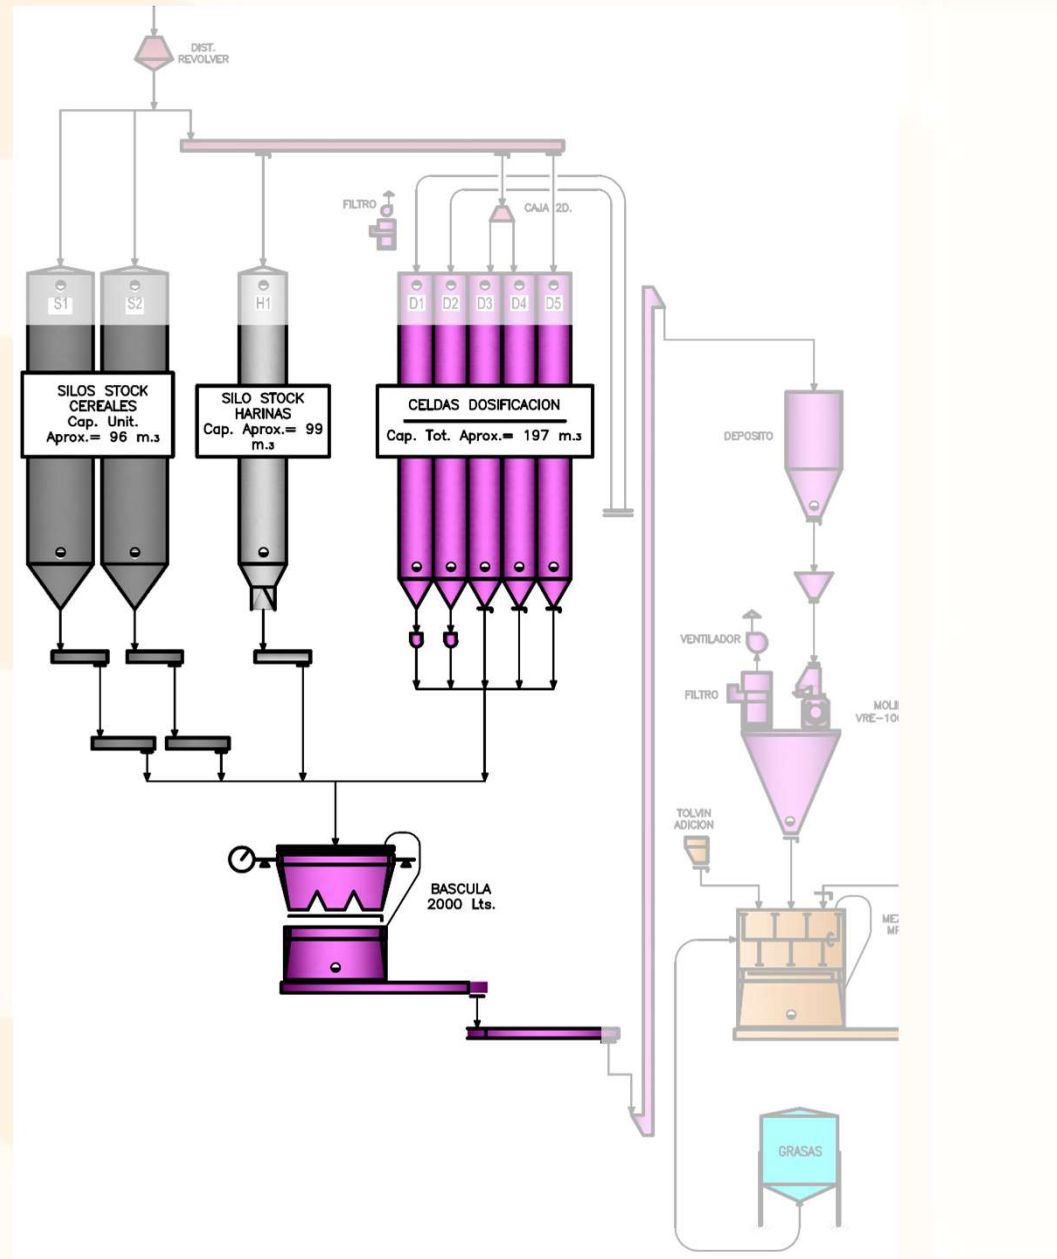 DIST.
REVOLVER
FILTRO
CAJA 2D.
S1
S2
H1
D1
D2
D3
D4
D5
SILOS STOCK
CEREALES
Cap. Unit.
Aprox.= 96 m.3
SILO STOCK
HARINAS
Cap. Aprox.= 99
m.3
CELDAS DOSIFICACION
Cap. Tot. Aprox.= 197 m.3
DEPOSITO
VENTILADOR
FILTRO
TOLVIN
ADICION
BASCULA
2000 Lts.
GRASAS